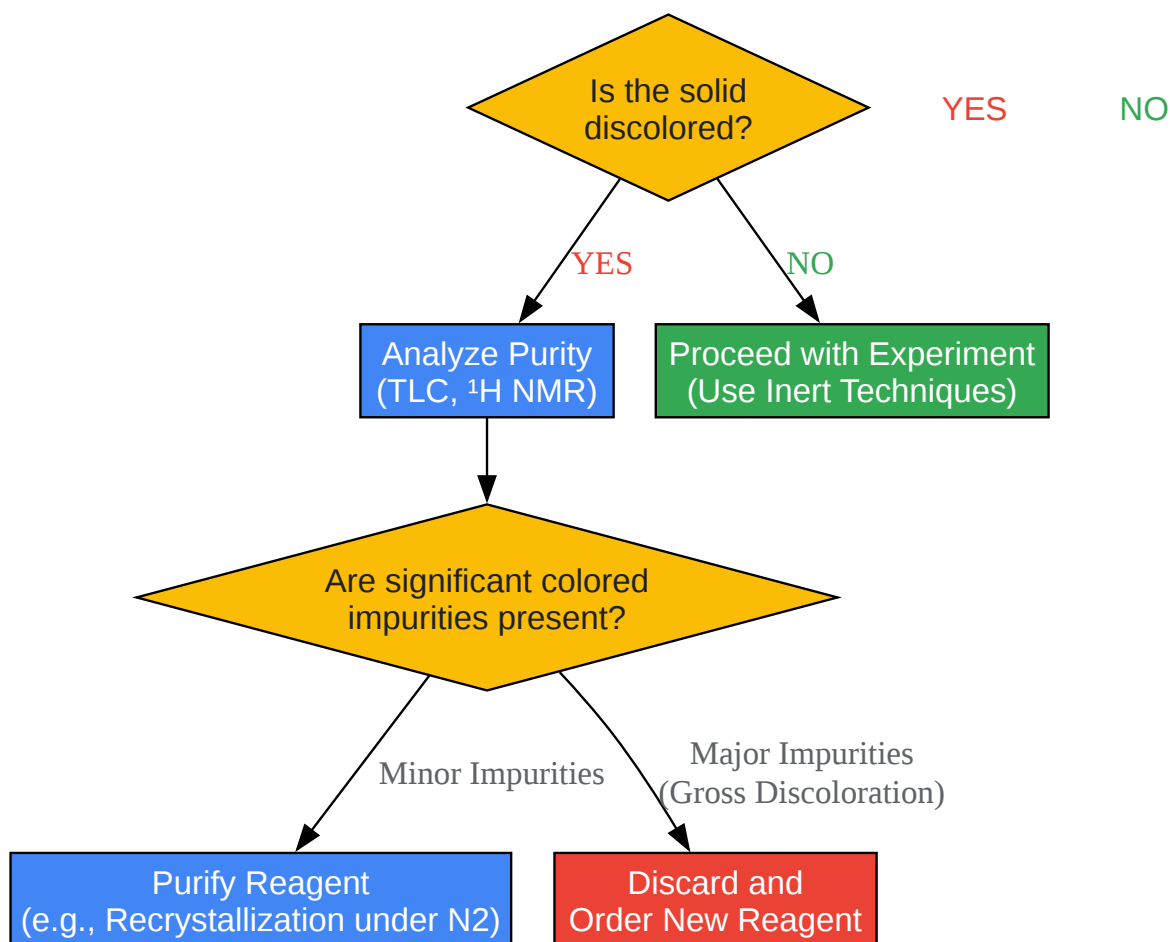 Is the solid
discolored?
YES
NO
YES
NO
Analyze Purity
(TLC, ¹H NMR)
Proceed with Experiment
(Use Inert Techniques)
Are significant colored
impurities present?
Minor Impurities
Major Impurities
(Gross Discoloration)
Purify Reagent
(e.g., Recrystallization under N2)
Discard and
Order New Reagent